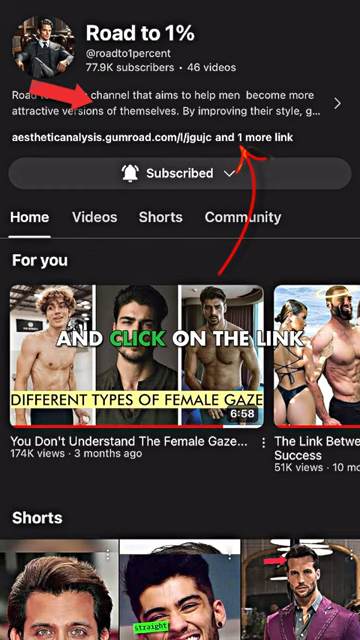 Road to 1%
@roadto1percent
77.9K subscribers • 46 videos
channel that aims to help men become more
attractive versions of themselves. By improving their style, g...
aestheticanalysis.gumroad.com/l/jgujc and 1 more link
Subscribed
Home Videos Shorts Community
For you
AND CLICK ON THE LINK
DIFFERENT TYPES OF FEMALE GAZE
6:58
You Don't Understand The Female Gaze...
174K views · 3 months ago
The Link Betwe
Success
51K views · 10 mo
Shorts
straight